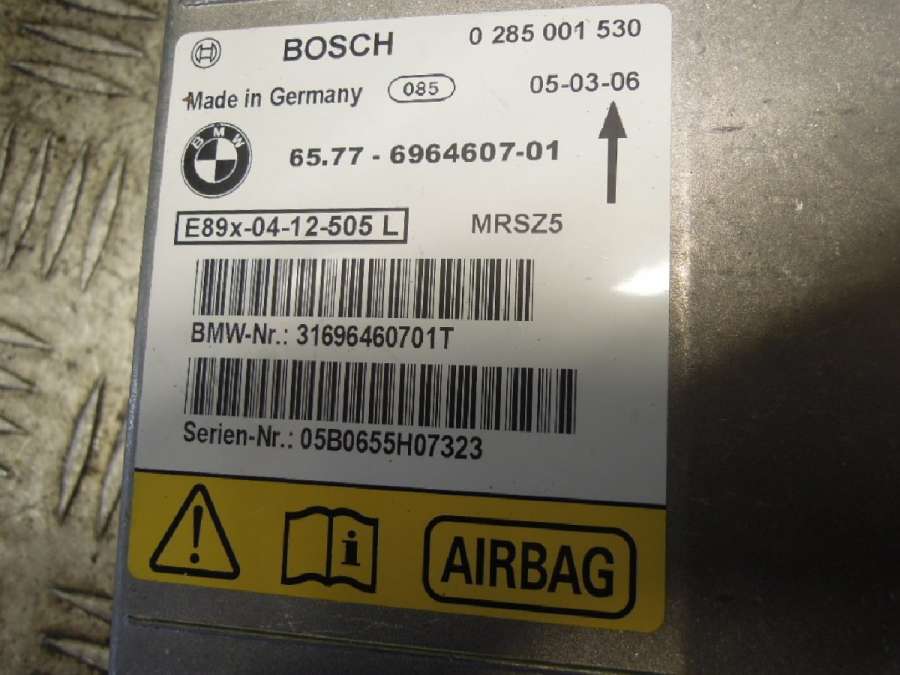 BOSCH 0 285 001 530
Made in Germany 085 05-03-06
BMW
65.77 - 6964607-01
E89x-04-12-505 L MRSZ5
BMW-Nr.: 31696460701T
Serien-Nr.: 05B0655H07323
! i AIRBAG